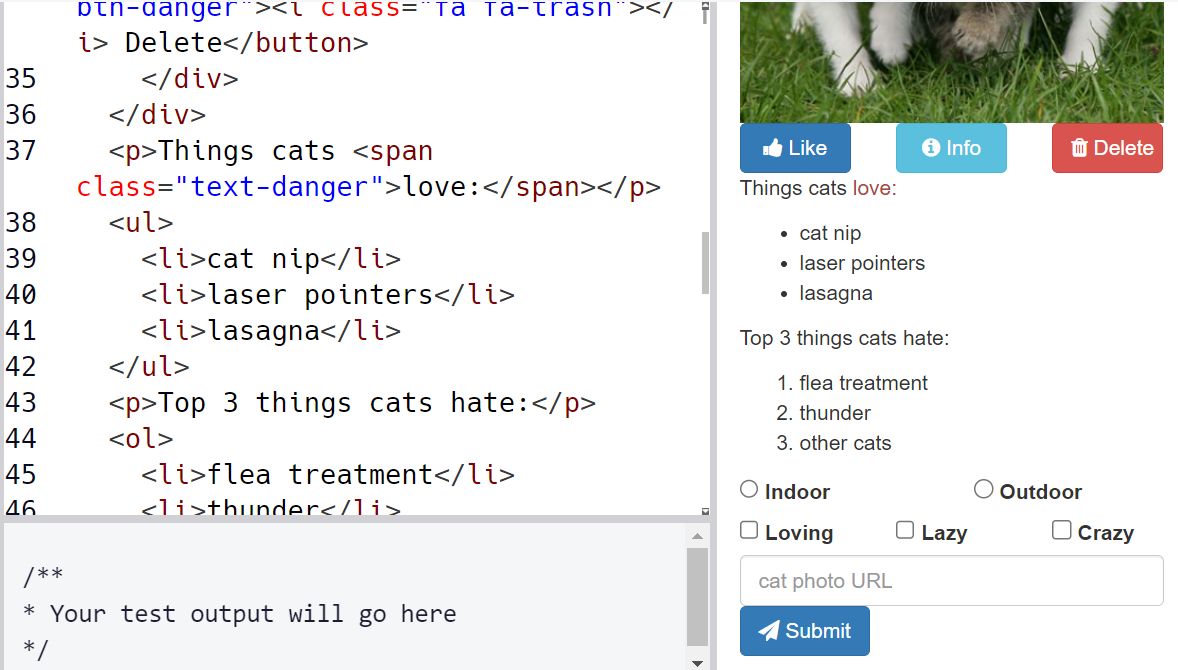 btn-danger"><i class="fa fa-trash"></
i> Delete</button>
35 </div>
36 </div>
37 <p>Things cats <span
class="text-danger">love:</span></p>
38 <ul>
39 <li>cat nip</li>
40 <li>laser pointers</li>
41 <li>lasagna</li>
42 </ul>
43 <p>Top 3 things cats hate:</p>
44 <ol>
45 <li>flea treatment</li>
46 <li>thunder</li>
/**
* Your test output will go here
*/
Like Info Delete
Things cats love:
• cat nip
• laser pointers
• lasagna
Top 3 things cats hate:
1. flea treatment
2. thunder
3. other cats
Indoor Outdoor
Loving Lazy Crazy
cat photo URL
Submit